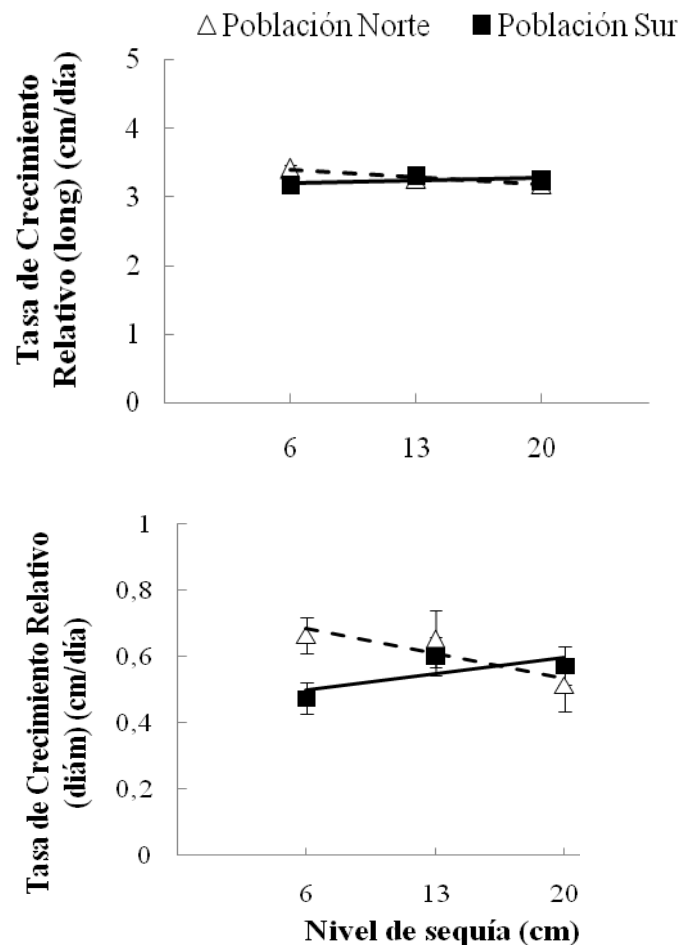 Población Norte Población Sur
Tasa de Crecimiento
Relativo (long) (cm/día)
5
4
3
2
1
0
6 13 20
Tasa de Crecimiento Relativo
(diám) (cm/día)
1
0,8
0,6
0,4
0,2
0
6 13 20
Nivel de sequía (cm)